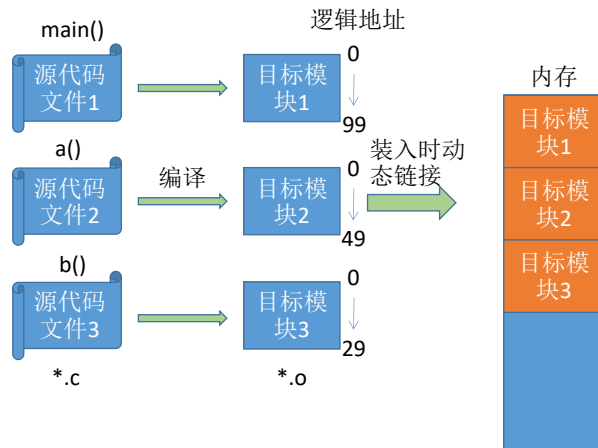 main()
源代码
文件1
逻辑地址
目标模
块1
0
99
a()
源代码
文件2
编译
目标模
块2
0
49
装入时动
态链接
b()
源代码
文件3
目标模
块3
0
29
*.c
*.o
内存
目标模
块1
目标模
块2
目标模
块3